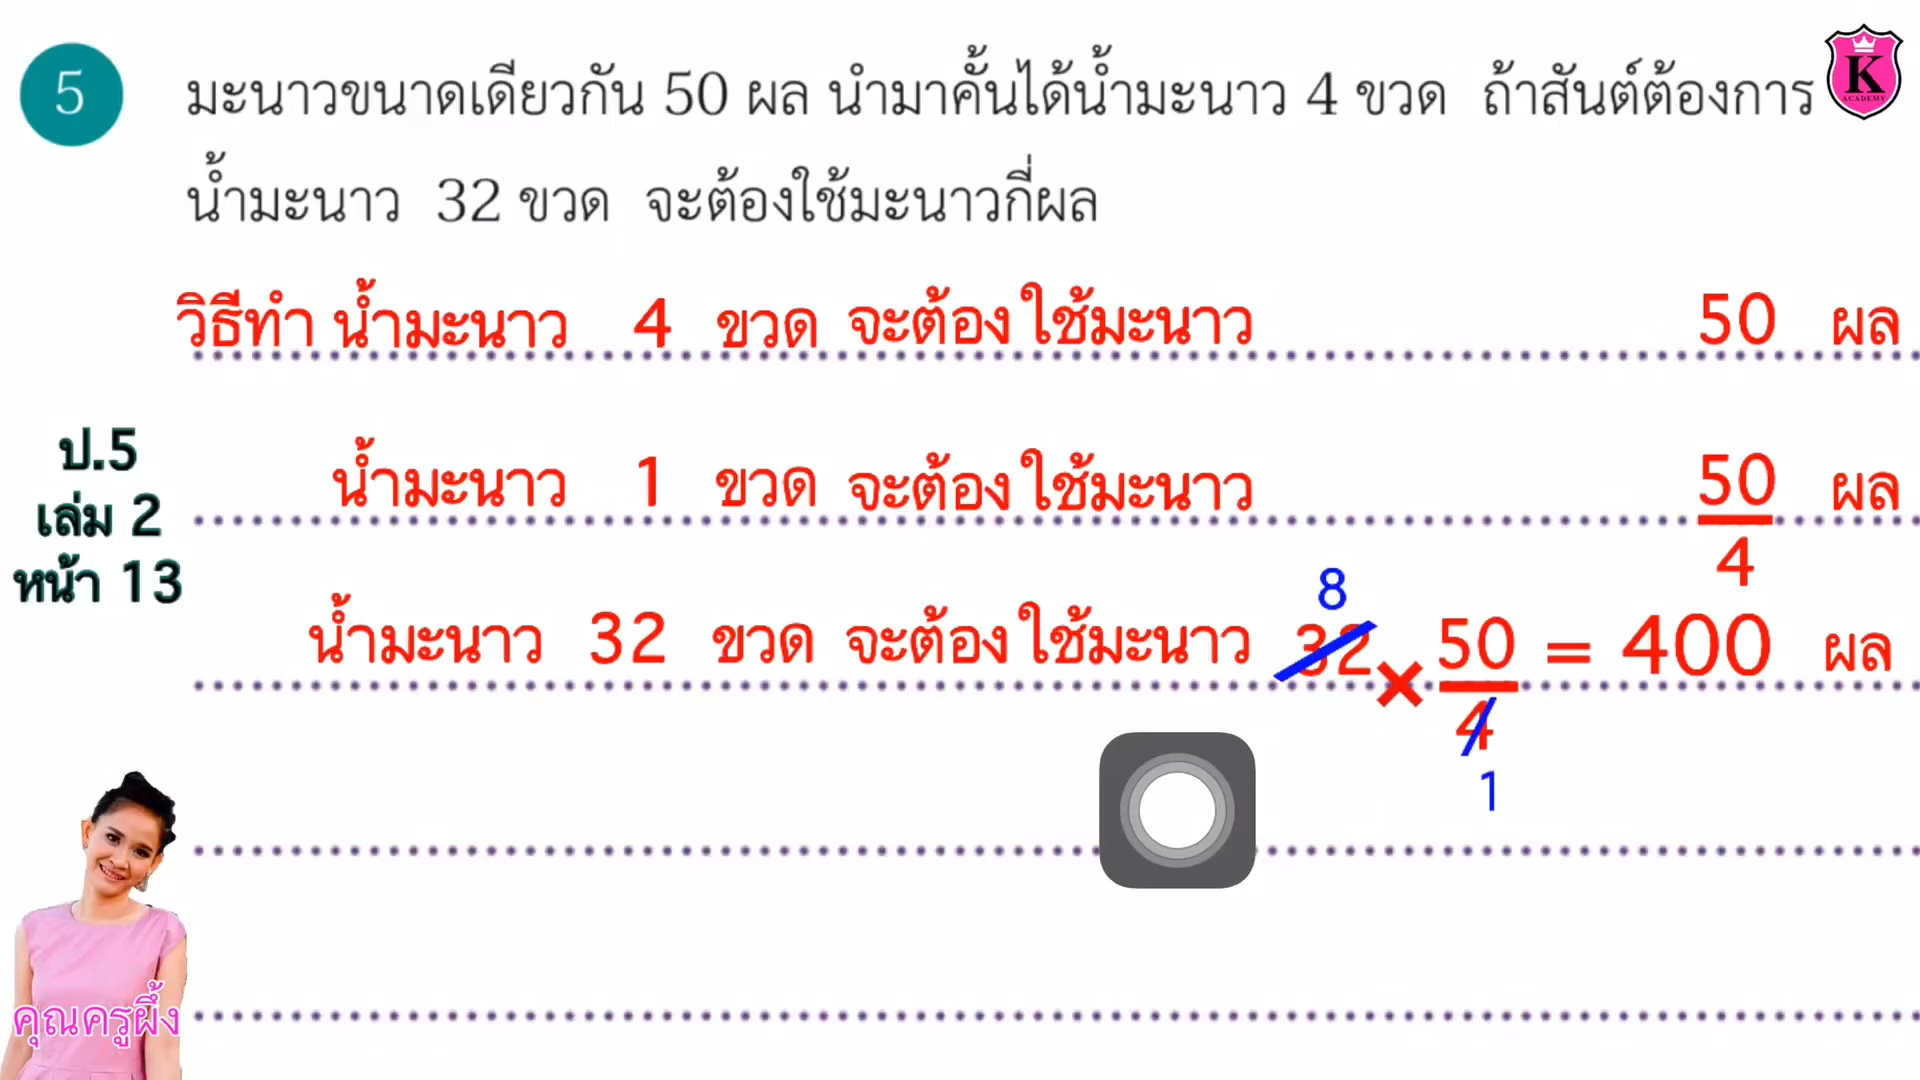 5 มะนาวขนาดเดียวกัน 50 ผล นำมาคั้นได้น้ำมะนาว 4 ขวด ถ้าสันต์ต้องการ
น้ำมะนาว 32 ขวด จะต้องใช้มะนาวกี่ผล
K
ACADEMY
วิธีทำ น้ำมะนาว 4 ขวด จะต้องใช้มะนาว 50 ผล
น้ำมะนาว 1 ขวด จะต้องใช้มะนาว 50/4 ผล
8
น้ำมะนาว 32 ขวด จะต้องใช้มะนาว 32 × 50/4 = 400 ผล
1
ป.5
เล่ม 2
หน้า 13
คุณครูผึ้ง